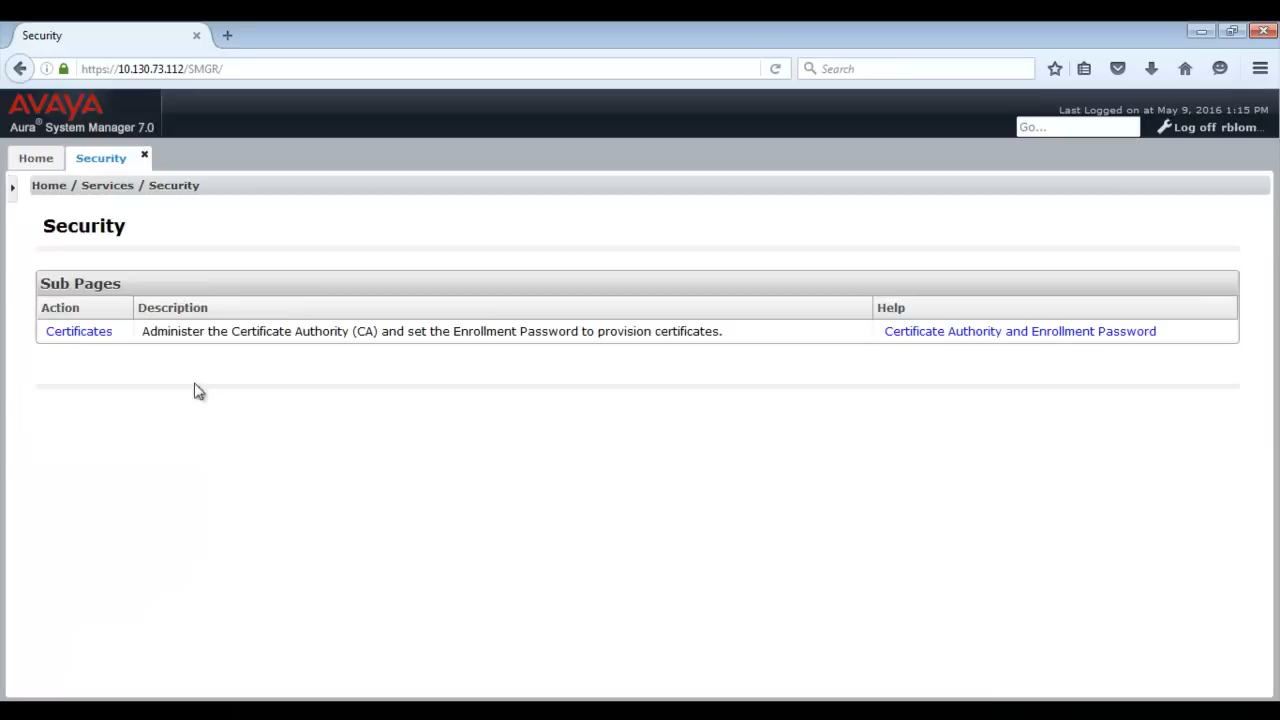 Security
https://10.130.73.112/SMGR/
Search
AVAYA
Aura® System Manager 7.0
Last Logged on at May 9, 2016 1:15 PM
Go...
Log off rblom...
Home
Security
Home / Services / Security
Security
Sub Pages
Action Description Help
Certificates Administer the Certificate Authority (CA) and set the Enrollment Password to provision certificates. Certificate Authority and Enrollment Password